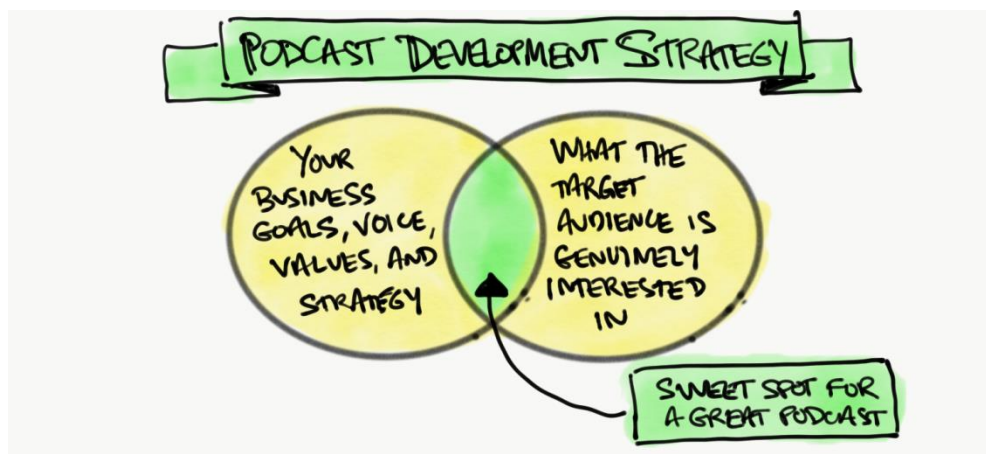 PODCAST DEVELOPMENT STRATEGY
YOUR
BUSINESS
GOALS, VOICE,
VALUES, AND
STRATEGY
WHAT THE
TARGET
AUDIENCE IS
GENUINELY
INTERESTED
IN
SWEET SPOT FOR
A GREAT PODCAST